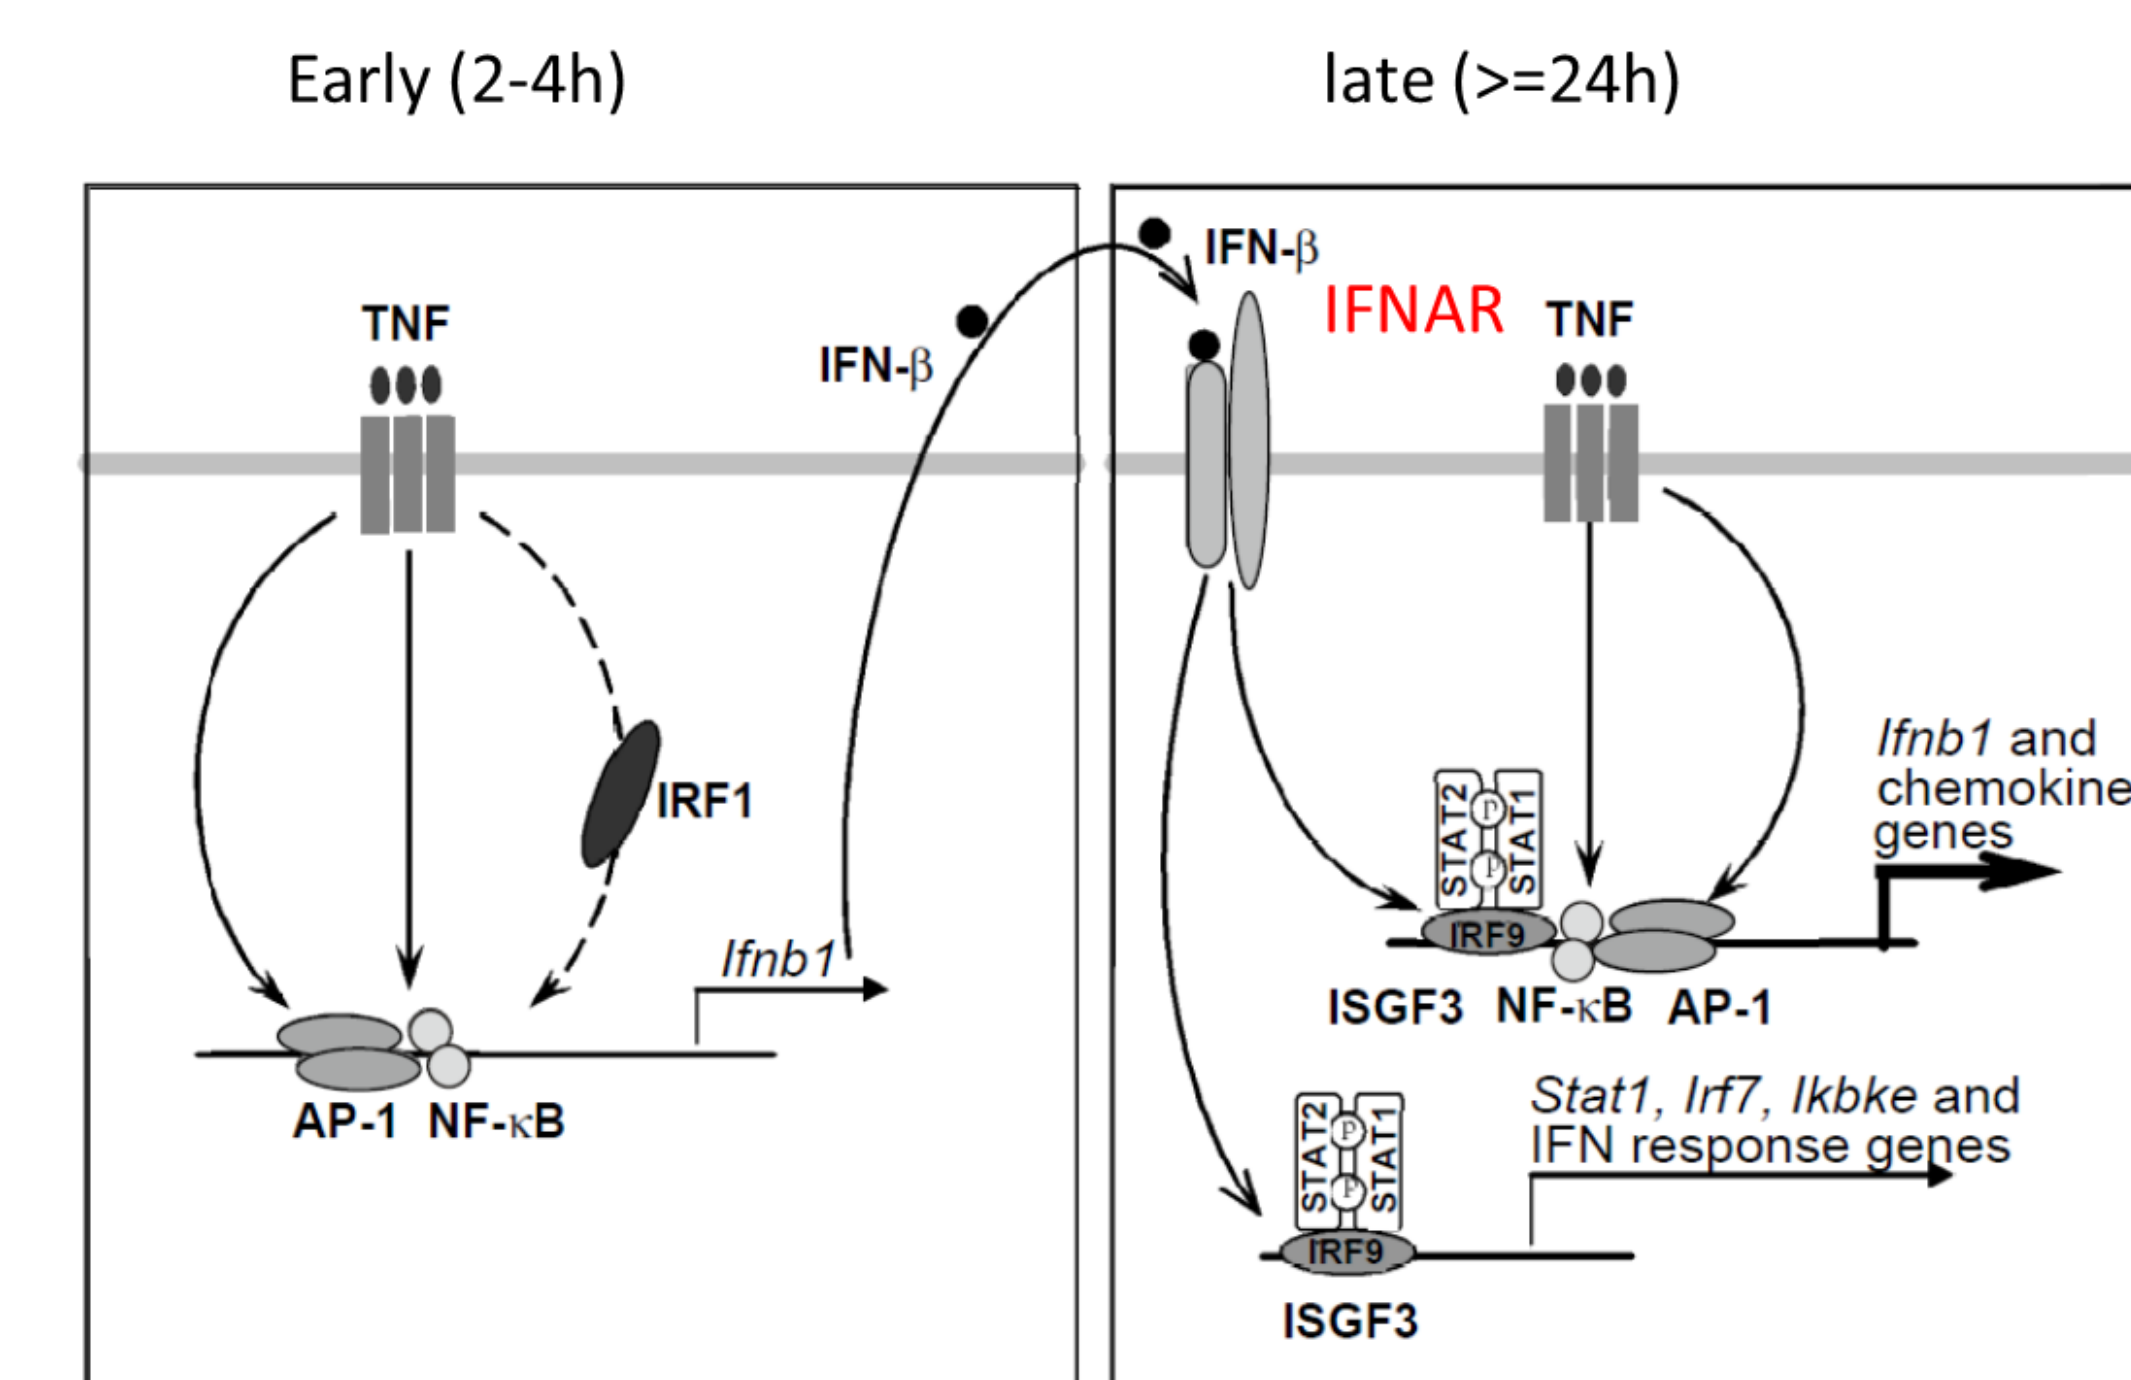 Early (2-4h)
late (>=24h)
TNF
IFN-β
IRF1
Ifnb1
AP-1 NF-κB
IFN-β
IFNAR
TNF
STAT2
P
P
STAT1
IRF9
ISGF3 NF-κB AP-1
Ifnb1 and
chemokine
genes
STAT2
P
P
STAT1
IRF9
ISGF3
Stat1, Irf7, Ikbke and
IFN response genes